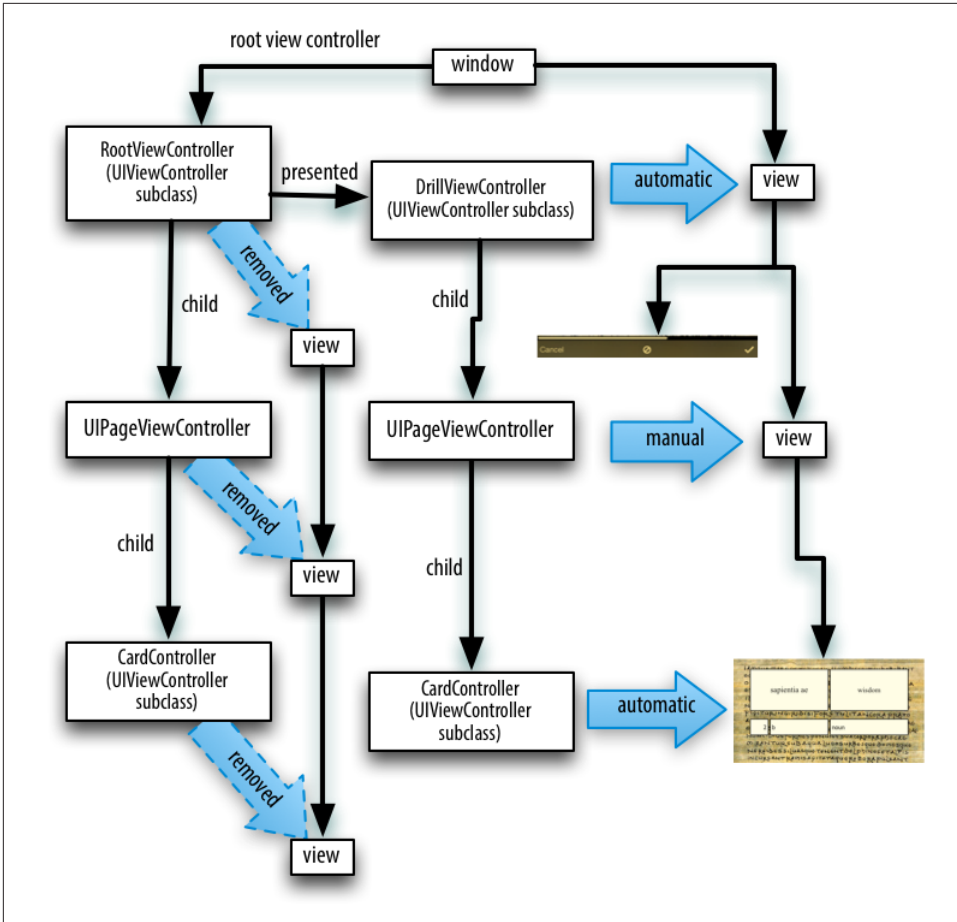 root view controller
window
RootViewController
(UIViewController
subclass)
presented
DrillViewController
(UIViewController subclass)
automatic
view
removed
child
child
view
Cancel
UIPageViewController
UIPageViewController
manual
view
removed
child
child
view
CardController
(UIViewController
subclass)
CardController
(UIViewController
subclass)
automatic
sapientia ae
wisdom
noun
removed
view